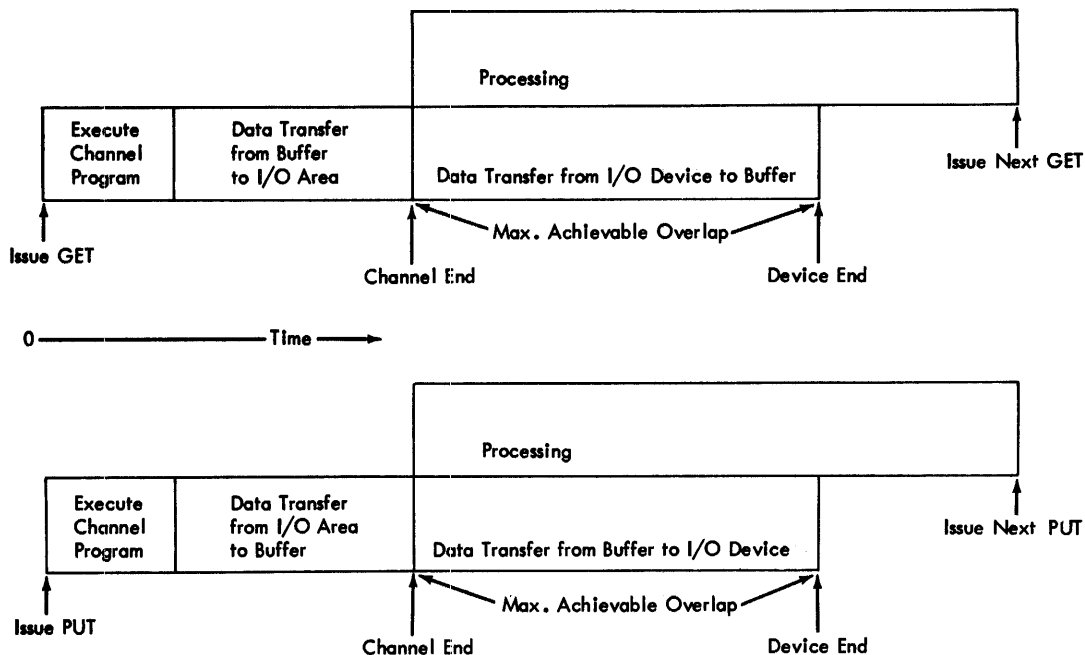 Processing
Execute
Channel
Program
Data Transfer
from Buffer
to I/O Area
Data Transfer from I/O Device to Buffer
Issue Next GET
Max. Achievable Overlap
Issue GET
Channel End
Device End
0
Time
Processing
Execute
Channel
Program
Data Transfer
from I/O Area
to Buffer
Data Transfer from Buffer to I/O Device
Issue Next PUT
Max. Achievable Overlap
Issue PUT
Channel End
Device End